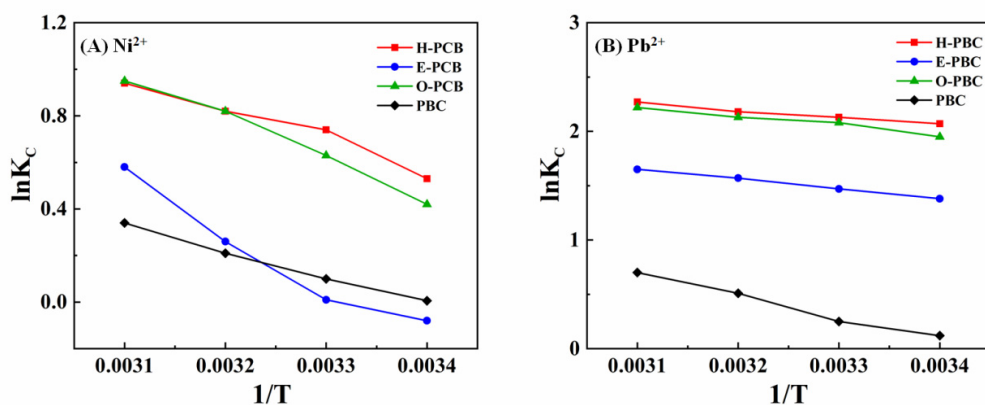 (A) Ni²⁺
H-PCB
E-PCB
O-PCB
PBC
1.2
0.8
0.4
0.0
lnK_C
0.0031 0.0032 0.0033 0.0034
1/T
(B) Pb²⁺
H-PBC
E-PBC
O-PBC
PBC
3
2
1
0
lnK_C
0.0031 0.0032 0.0033 0.0034
1/T